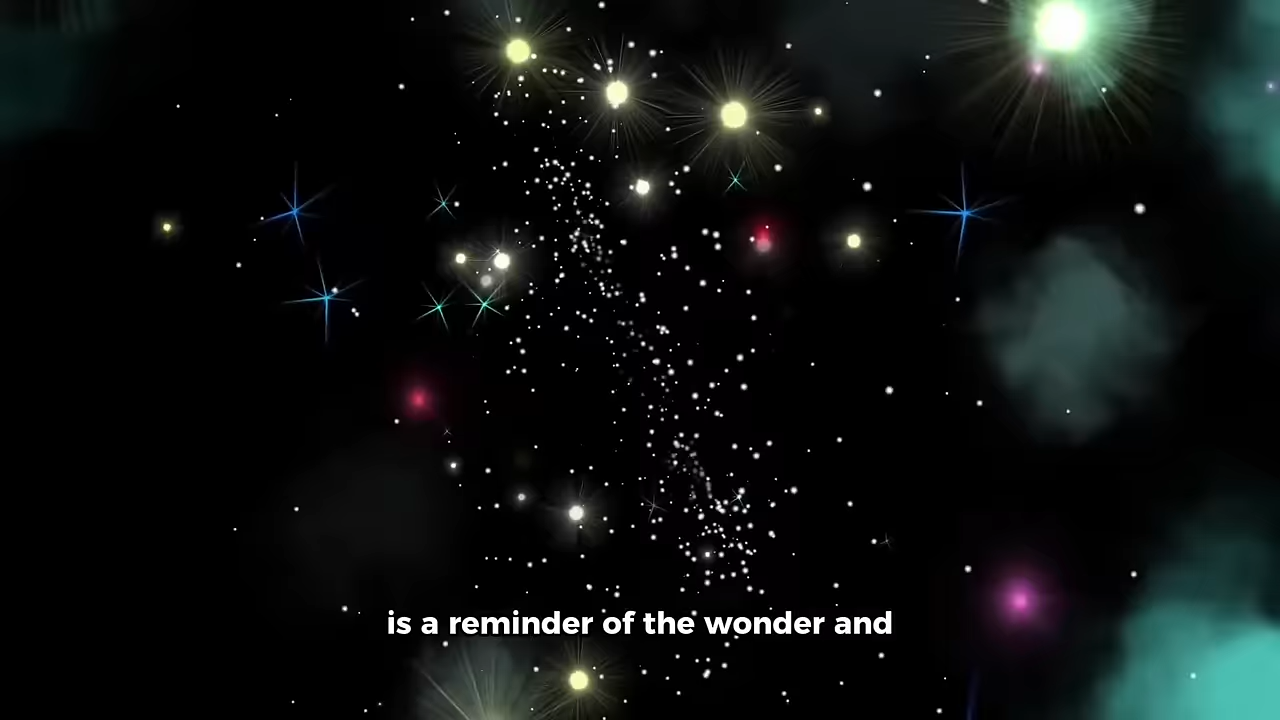 is a reminder of the wonder and